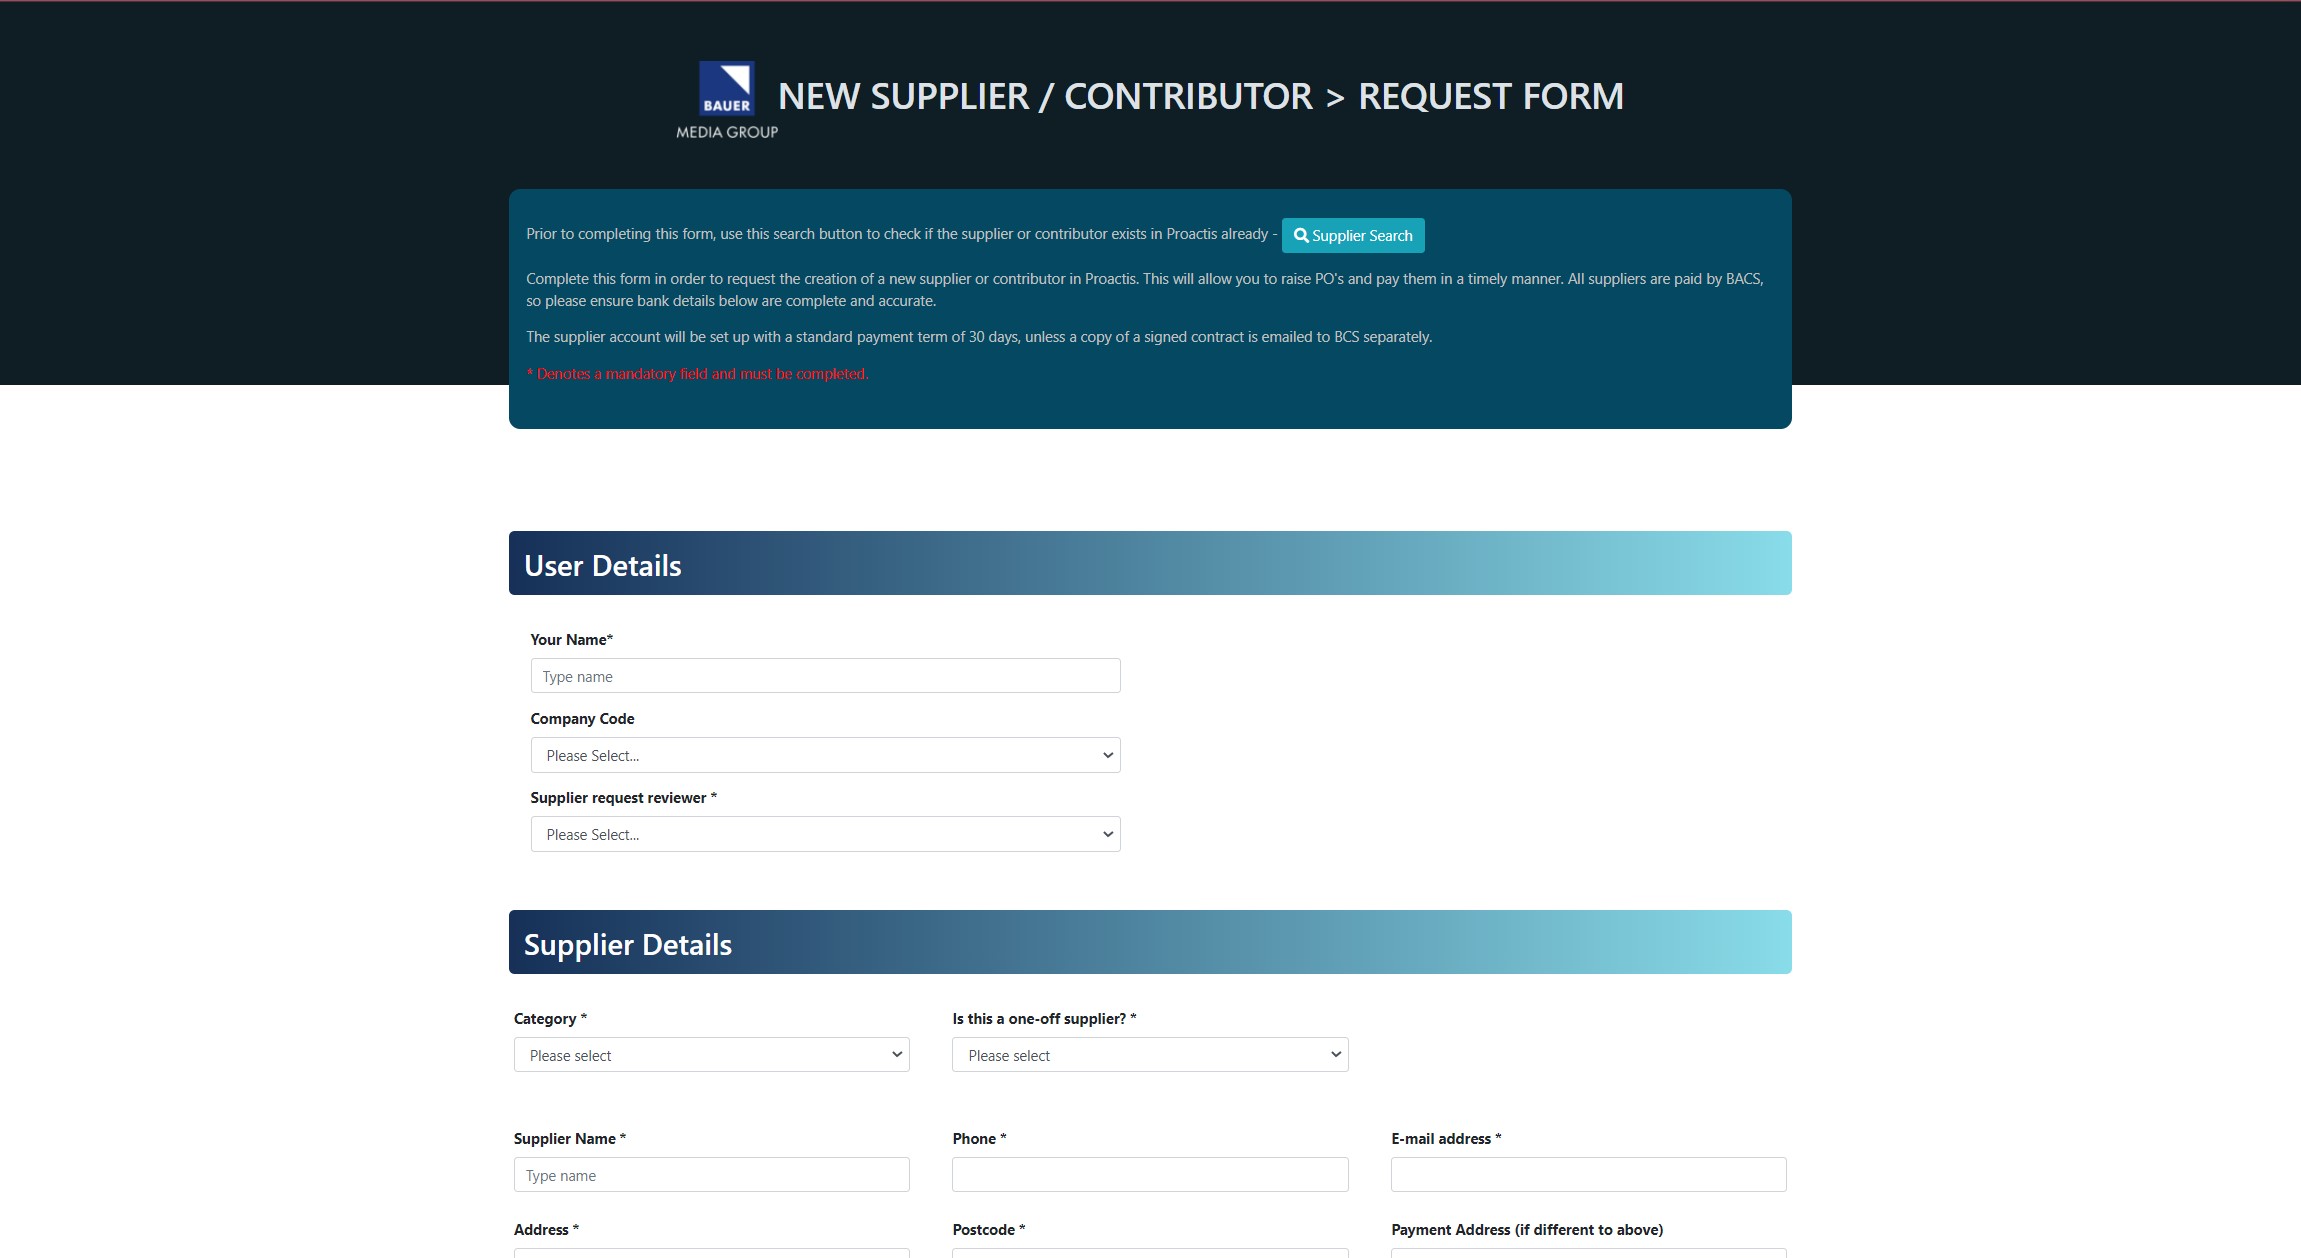 BAUER
MEDIA GROUP
NEW SUPPLIER / CONTRIBUTOR > REQUEST FORM
Prior to completing this form, use this search button to check if the supplier or contributor exists in Proactis already - Supplier Search
Complete this form in order to request the creation of a new supplier or contributor in Proactis. This will allow you to raise PO's and pay them in a timely manner. All suppliers are paid by BACS,
so please ensure bank details below are complete and accurate.
The supplier account will be set up with a standard payment term of 30 days, unless a copy of a signed contract is emailed to BCS separately.
* Denotes a mandatory field and must be completed.
User Details
Your Name*
Type name
Company Code
Please Select...
Supplier request reviewer *
Please Select...
Supplier Details
Category * Is this a one-off supplier? *
Please select Please select
Supplier Name * Phone * E-mail address *
Type name
Address * Postcode * Payment Address (if different to above)